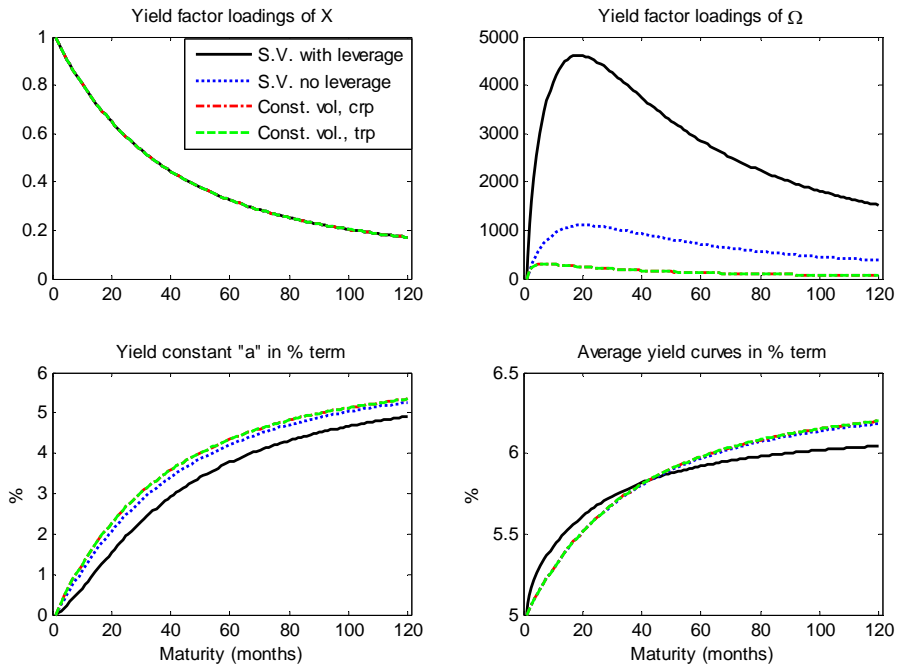 Yield factor loadings of X
1
0.8
0.6
0.4
0.2
0
0 20 40 60 80 100 120
S.V. with leverage
S.V. no leverage
Const. vol, crp
Const. vol., trp
Yield factor loadings of Ω
5000
4000
3000
2000
1000
0
0 20 40 60 80 100 120
Yield constant "a" in % term
6
5
4
3
2
1
0
%
0 20 40 60 80 100 120
Maturity (months)
Average yield curves in % term
6.5
6
5.5
5
%
0 20 40 60 80 100 120
Maturity (months)